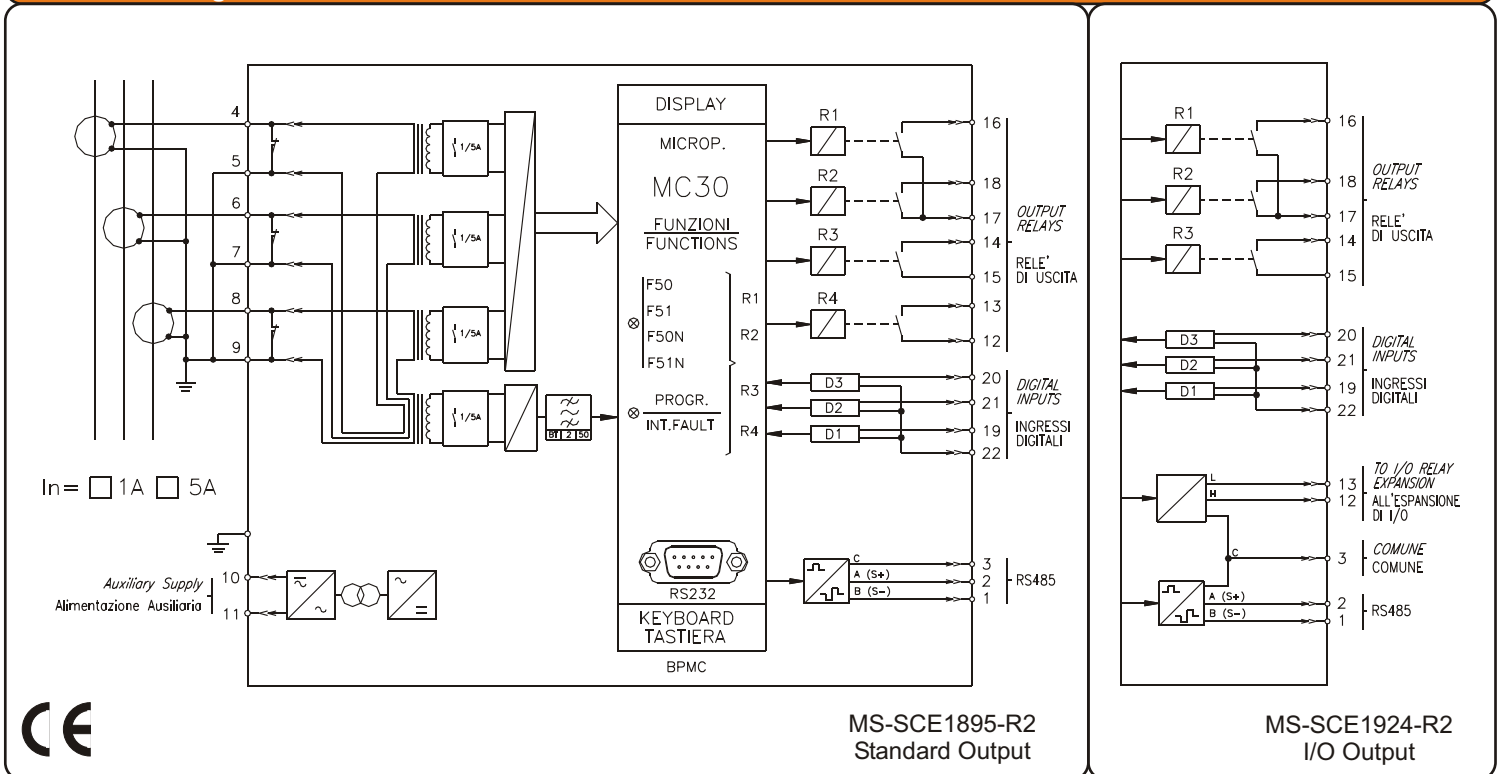 4
5
6
7
8
9
In= 1A 5A
Auxiliary Supply
Alimentazione Ausiliaria
10
11
1/5A
1/5A
1/5A
1/5A
BT 2 50
DISPLAY
MICROP.
MC30
FUNZIONI
FUNCTIONS
F50
F51
F50N
F51N
R1
R2
R3
R4
PROGR.
INT.FAULT
RS232
KEYBOARD
TASTIERA
BPMC
R1
R2
R3
R4
16
18
17
14
15
13
12
OUTPUT
RELAYS
RELE'
DI USCITA
D3
D2
D1
20
21
19
22
DIGITAL
INPUTS
INGRESSI
DIGITALI
C
A (S+)
B (S-)
3
2
1
RS485
MS-SCE1895-R2
Standard Output
R1
R2
R3
16
18
17
14
15
OUTPUT
RELAYS
RELE'
DI USCITA
D3
D2
D1
20
21
19
22
DIGITAL
INPUTS
INGRESSI
DIGITALI
L
H
13
12
TO I/O RELAY
EXPANSION
ALL'ESPANSIONE
DI I/O
C
3
COMUNE
COMUNE
A (S+)
B (S-)
2
1
RS485
MS-SCE1924-R2
I/O Output
CE